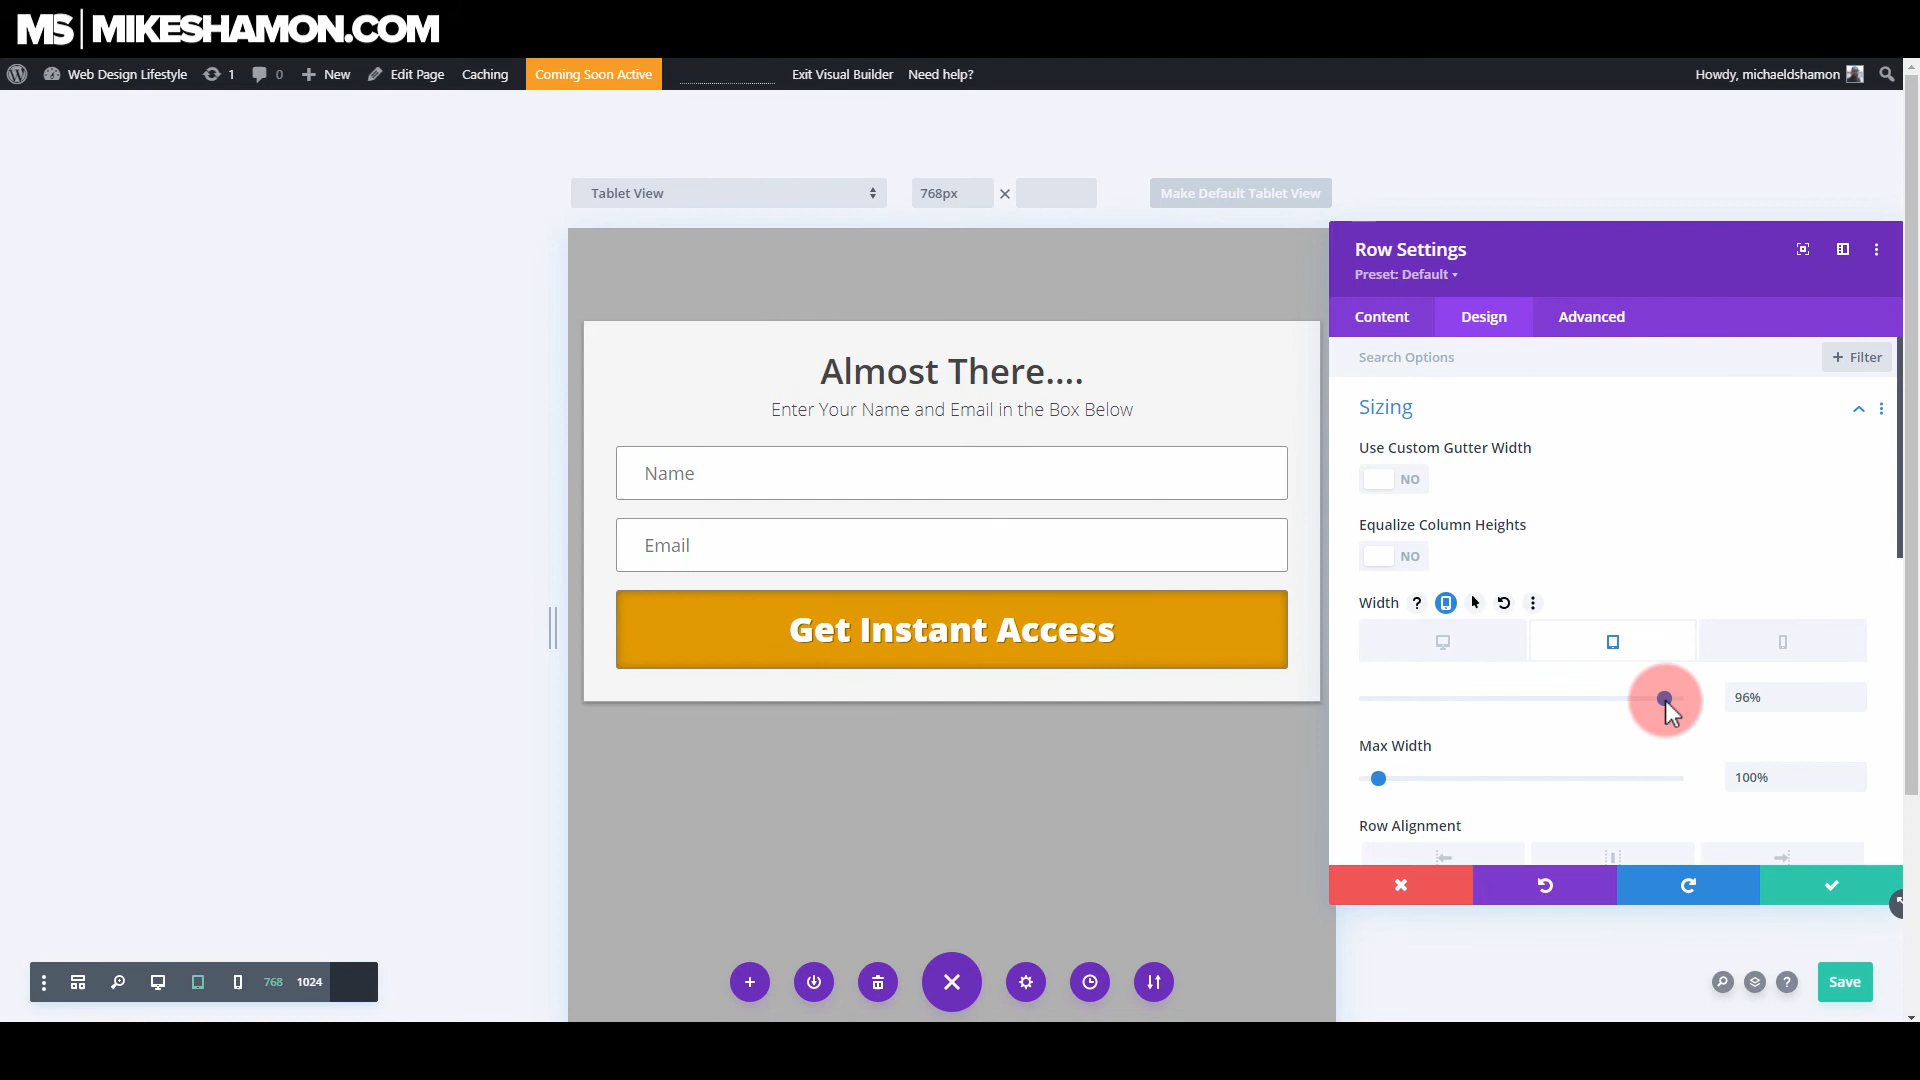 MS | MIKESHAMON.COM
Web Design Lifestyle 1 0 New Edit Page Caching Coming Soon Active Exit Visual Builder Need help? Howdy, michaeldshamon
Tablet View 768px × Make Default Tablet View
Row Settings
Preset: Default
Content Design Advanced
Search Options + Filter
Almost There....
Enter Your Name and Email in the Box Below
Name
Email
Get Instant Access
Sizing
Use Custom Gutter Width
NO
Equalize Column Heights
NO
Width ?
96%
Max Width
100%
Row Alignment
768 1024
? Save